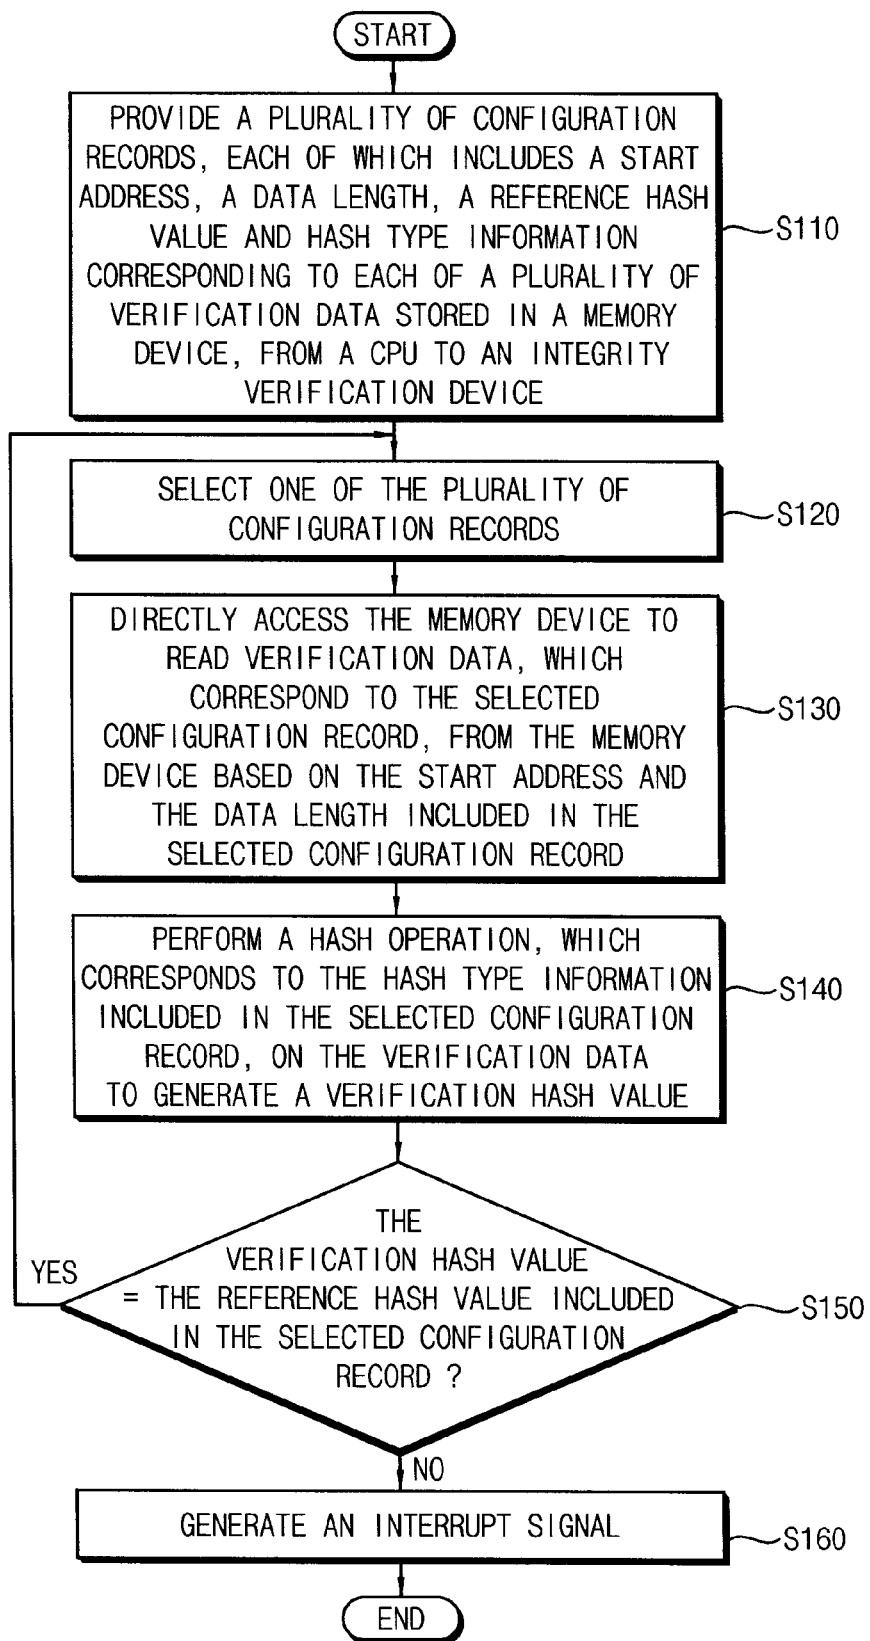 START
PROVIDE A PLURALITY OF CONFIGURATION
RECORDS, EACH OF WHICH INCLUDES A START
ADDRESS, A DATA LENGTH, A REFERENCE HASH
VALUE AND HASH TYPE INFORMATION
CORRESPONDING TO EACH OF A PLURALITY OF
VERIFICATION DATA STORED IN A MEMORY
DEVICE, FROM A CPU TO AN INTEGRITY
VERIFICATION DEVICE
S110
SELECT ONE OF THE PLURALITY OF
CONFIGURATION RECORDS
S120
DIRECTLY ACCESS THE MEMORY DEVICE TO
READ VERIFICATION DATA, WHICH
CORRESPOND TO THE SELECTED
CONFIGURATION RECORD, FROM THE MEMORY
DEVICE BASED ON THE START ADDRESS AND
THE DATA LENGTH INCLUDED IN THE
SELECTED CONFIGURATION RECORD
S130
PERFORM A HASH OPERATION, WHICH
CORRESPONDS TO THE HASH TYPE INFORMATION
INCLUDED IN THE SELECTED CONFIGURATION
RECORD, ON THE VERIFICATION DATA
TO GENERATE A VERIFICATION HASH VALUE
S140
THE
VERIFICATION HASH VALUE
= THE REFERENCE HASH VALUE INCLUDED
IN THE SELECTED CONFIGURATION
RECORD ?
S150
YES
NO
GENERATE AN INTERRUPT SIGNAL
S160
END